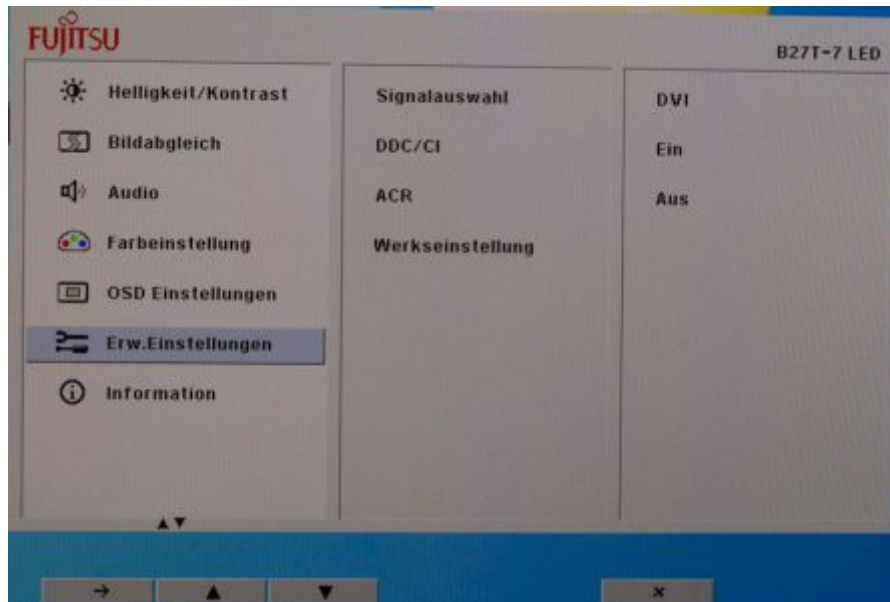 FUJITSU
B27T-7 LED
Helligkeit/Kontrast
Bildabgleich
Audio
Farbeinstellung
OSD Einstellungen
Erw.Einstellungen
Information
Signalauswahl
DDC/CI
ACR
Werkseinstellung
DVI
Ein
Aus